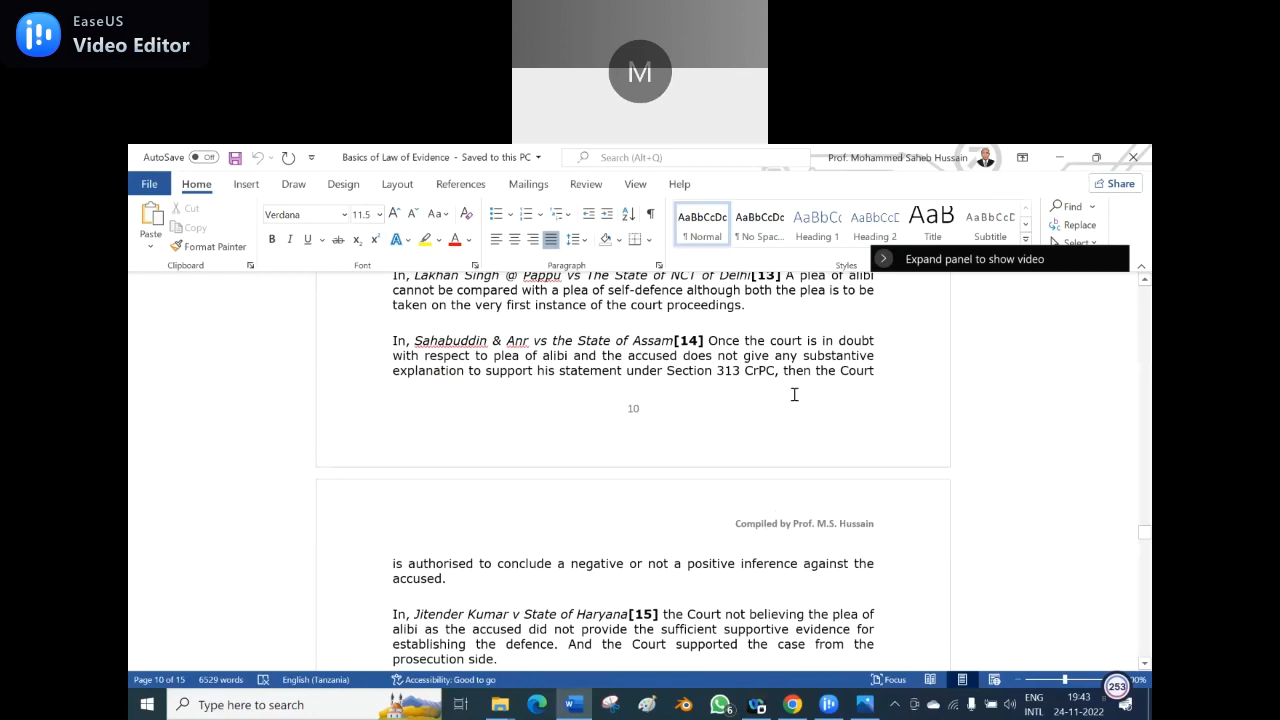 EaseUS
Video Editor
M
AutoSave Off Basics of Law of Evidence - Saved to this PC Search (Alt+Q) Prof. Mohammed Saheb Hussain
File Home Insert Draw Design Layout References Mailings Review View Help Share
Paste Cut Copy Format Painter
Clipboard
Verdana 11.5 Aa
B I U ab x₂ x² A A
Font
Paragraph
AaBbCcDc AaBbCcDc AaBbCc AaBbCcD AaB AaBbCcD
¶ Normal ¶ No Spac... Heading 1 Heading 2 Title Subtitle
Styles
Find
Replace
Select
Expand panel to show video
In, Lakhan Singh @ Pappu vs The State of NCT of Delhi[13] A plea of alibi
cannot be compared with a plea of self-defence although both the plea is to be
taken on the very first instance of the court proceedings.
In, Sahabuddin & Anr vs the State of Assam[14] Once the court is in doubt
with respect to plea of alibi and the accused does not give any substantive
explanation to support his statement under Section 313 CrPC, then the Court
10
Compiled by Prof. M.S. Hussain
is authorised to conclude a negative or not a positive inference against the
accused.
In, Jitender Kumar v State of Haryana[15] the Court not believing the plea of
alibi as the accused did not provide the sufficient supportive evidence for
establishing the defence. And the Court supported the case from the
prosecution side.
Page 10 of 15 6529 words English (Tanzania) Accessibility: Good to go Focus
253
Type here to search
6
ENG
INTL
19:43
24-11-2022